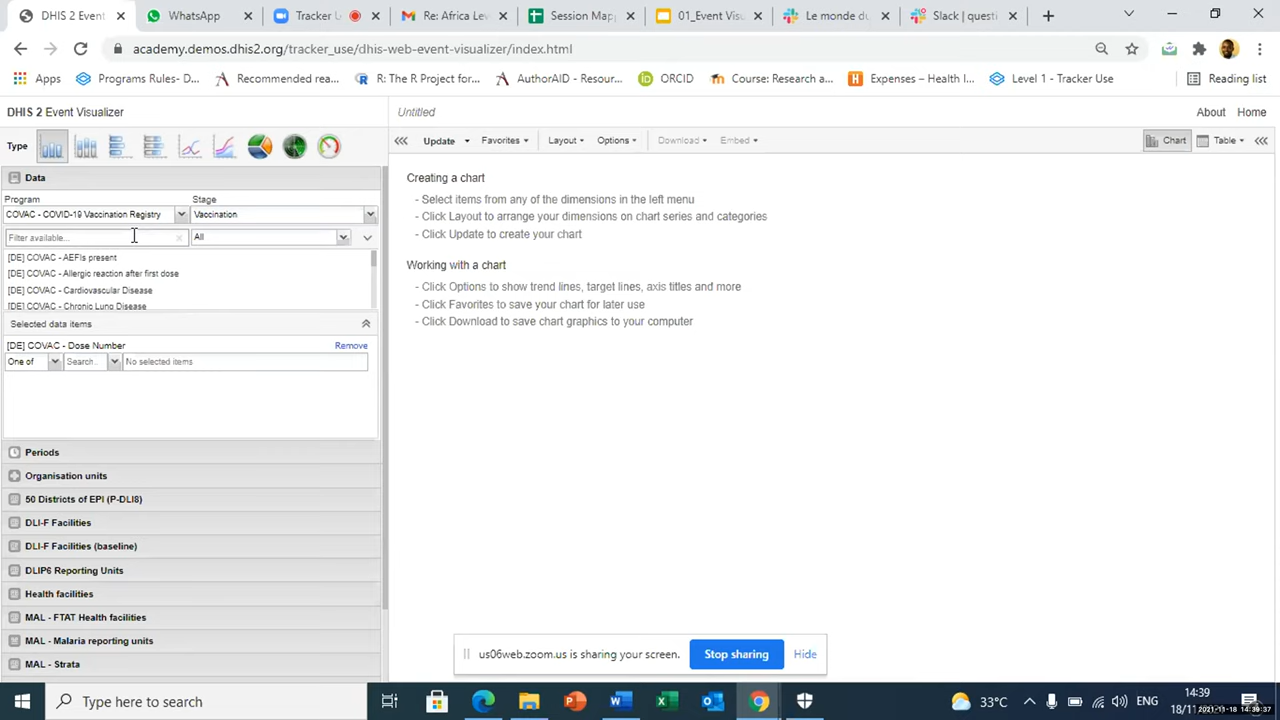 DHIS 2 Event
WhatsApp
Tracker U
Gmail Re: Africa Lev
Session Map
01_Event Visu
Le monde du
Slack | quest
academy.demos.dhis2.org/tracker_use/dhis-web-event-visualizer/index.html
Apps
Programs Rules- D...
Recommended rea...
R: The R Project for...
AuthorAID - Resour...
ORCID
Course: Research a...
Expenses – Health I...
Level 1 - Tracker Use
Reading list
DHIS 2 Event Visualizer
Untitled
About
Home
Type
Update
Favorites
Layout
Options
Download
Embed
Chart
Table
Data
Program
Stage
COVAC - COVID-19 Vaccination Registry
Vaccination
Filter available...
All
[DE] COVAC - AEFIs present
[DE] COVAC - Allergic reaction after first dose
[DE] COVAC - Cardiovascular Disease
[DE] COVAC - Chronic Lung Disease
Selected data items
[DE] COVAC - Dose Number
Remove
One of
Search..
No selected items
Periods
Organisation units
50 Districts of EPI (P-DLI8)
DLI-F Facilities
DLI-F Facilities (baseline)
DLIP6 Reporting Units
Health facilities
MAL - FTAT Health facilities
MAL - Malaria reporting units
MAL - Strata
Creating a chart
- Select items from any of the dimensions in the left menu
- Click Layout to arrange your dimensions on chart series and categories
- Click Update to create your chart
Working with a chart
- Click Options to show trend lines, target lines, axis titles and more
- Click Favorites to save your chart for later use
- Click Download to save chart graphics to your computer
us06web.zoom.us is sharing your screen.
Stop sharing
Hide
Type here to search
33°C
ENG
14:39
18/11
2021-11-18 14:39:37